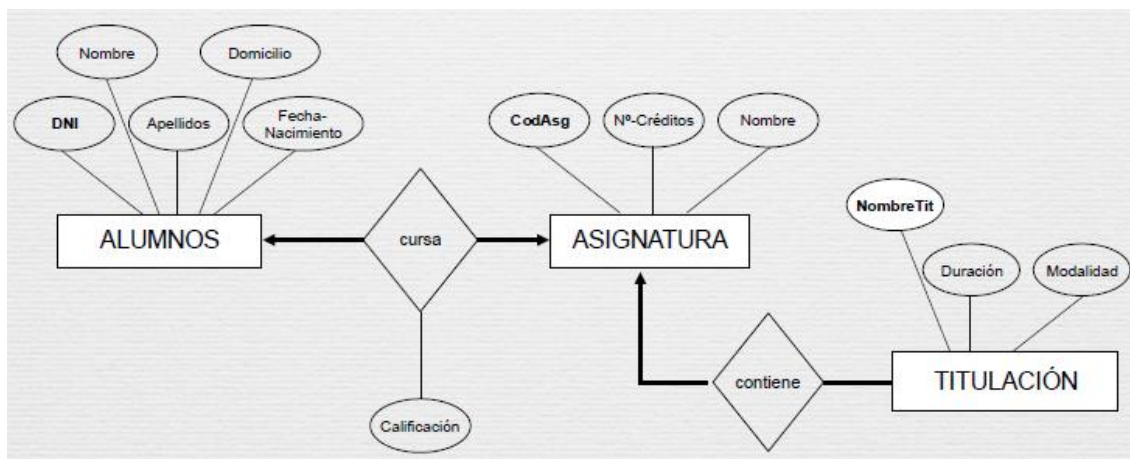 Nombre
Domicilio
DNI
Apellidos
Fecha-
Nacimiento
CodAsg
Nº-Créditos
Nombre
NombreTit
ALUMNOS
cursa
ASIGNATURA
Duración
Modalidad
contiene
TITULACIÓN
Calificación